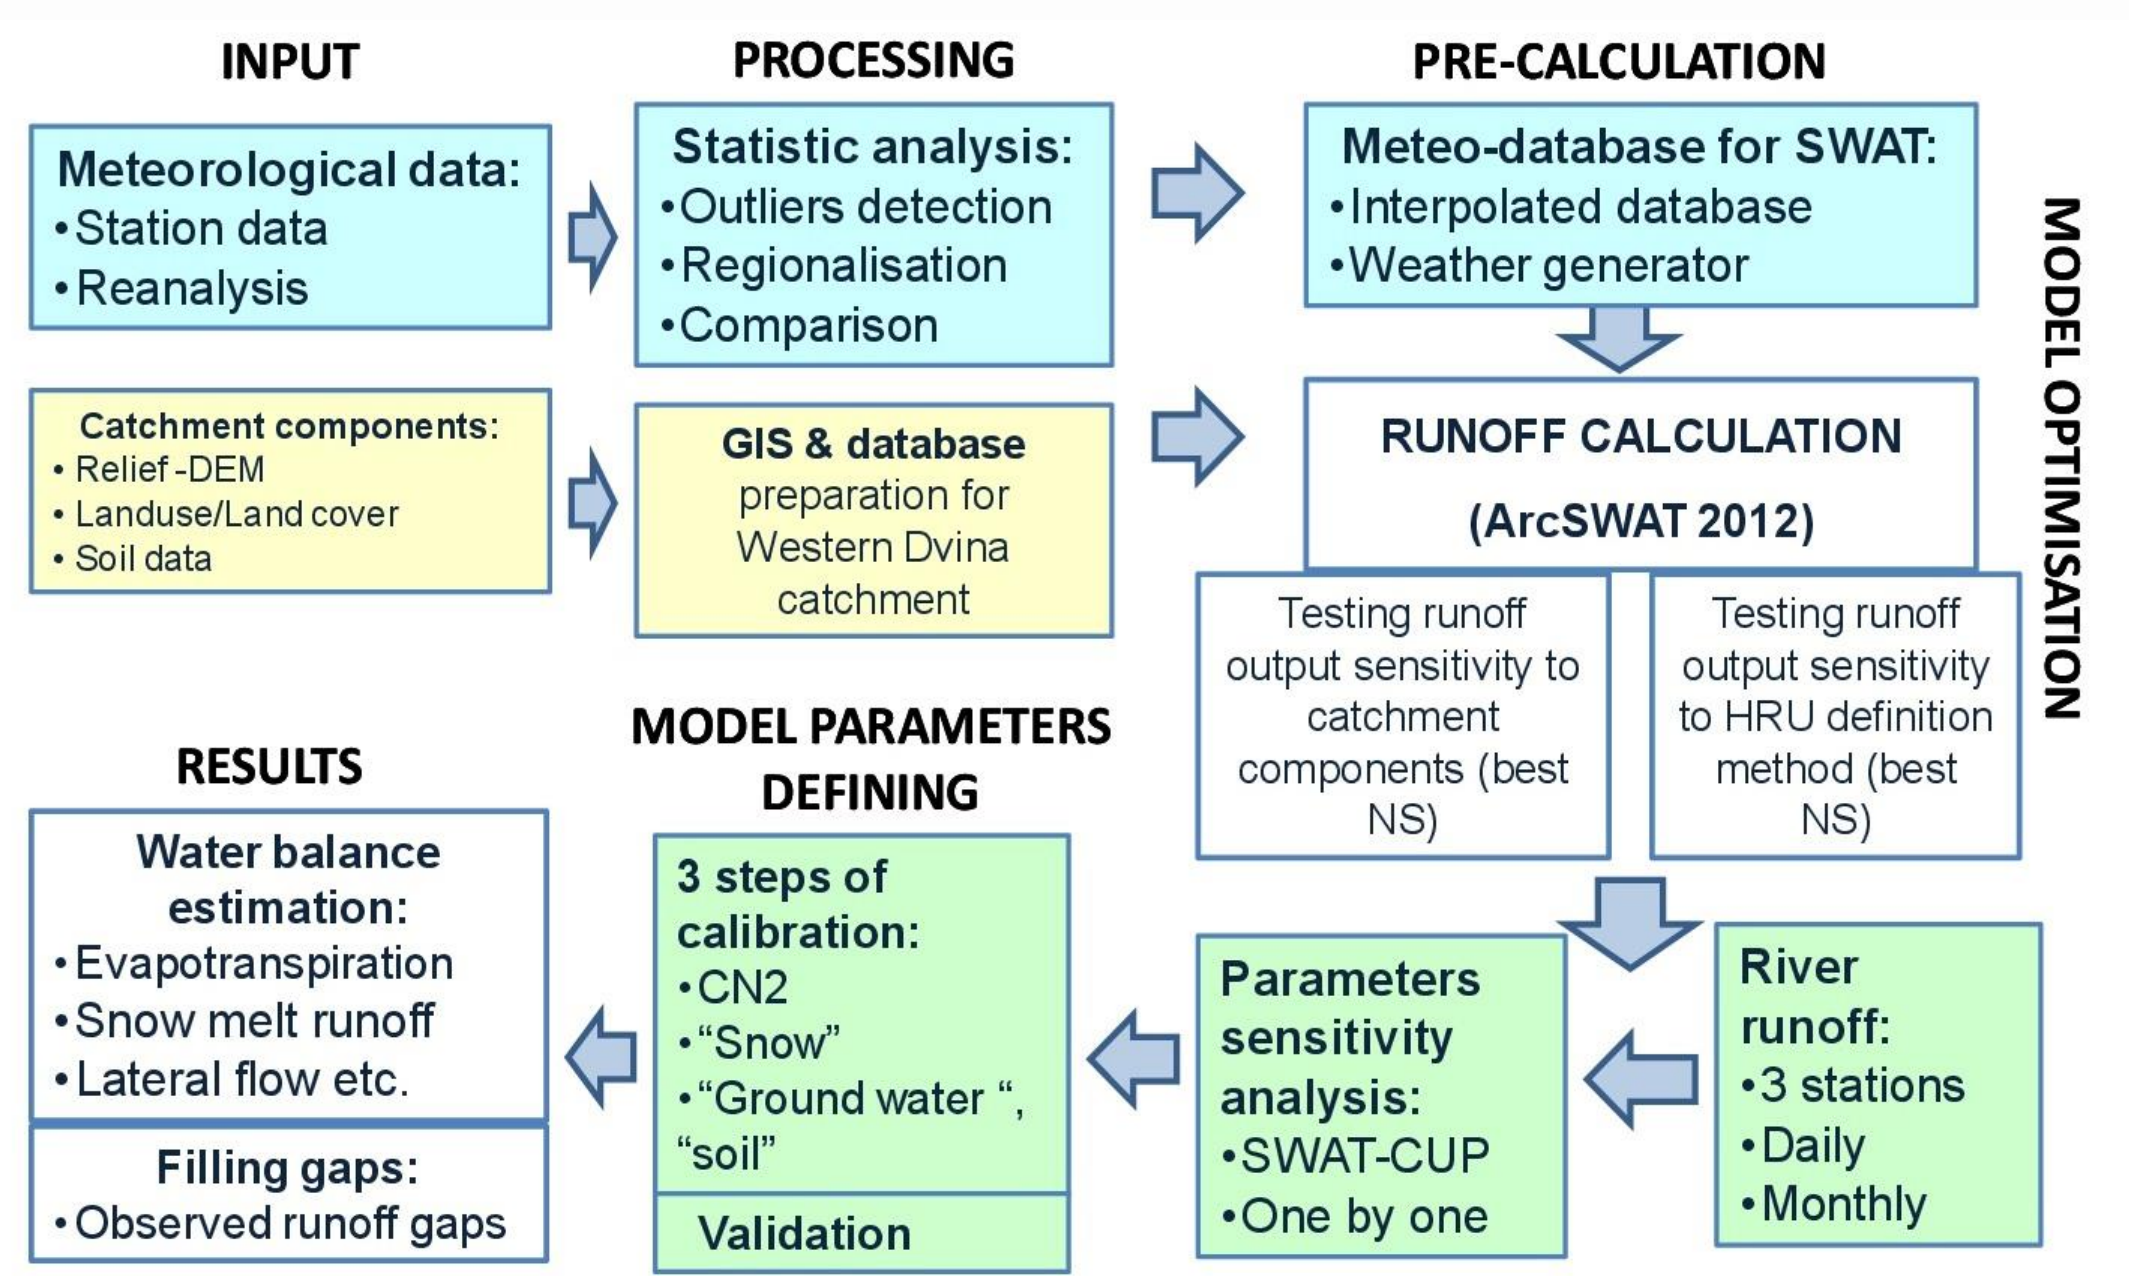 INPUT
Meteorological data:
•Station data
•Reanalysis
PROCESSING
Statistic analysis:
•Outliers detection
•Regionalisation
•Comparison
PRE-CALCULATION
Meteo-database for SWAT:
•Interpolated database
•Weather generator
Catchment components:
• Relief -DEM
• Landuse/Land cover
• Soil data
GIS & database
preparation for
Western Dvina
catchment
RUNOFF CALCULATION
(ArcSWAT 2012)
Testing runoff
output sensitivity to
catchment
components (best
NS)
Testing runoff
output sensitivity
to HRU definition
method (best
NS)
MODEL OPTIMISATION
River
runoff:
•3 stations
•Daily
•Monthly
Parameters
sensitivity
analysis:
•SWAT-CUP
•One by one
MODEL PARAMETERS
DEFINING
3 steps of
calibration:
•CN2
•“Snow”
•“Ground water “,
“soil”
Validation
RESULTS
Water balance
estimation:
•Evapotranspiration
•Snow melt runoff
•Lateral flow etc.
Filling gaps:
•Observed runoff gaps